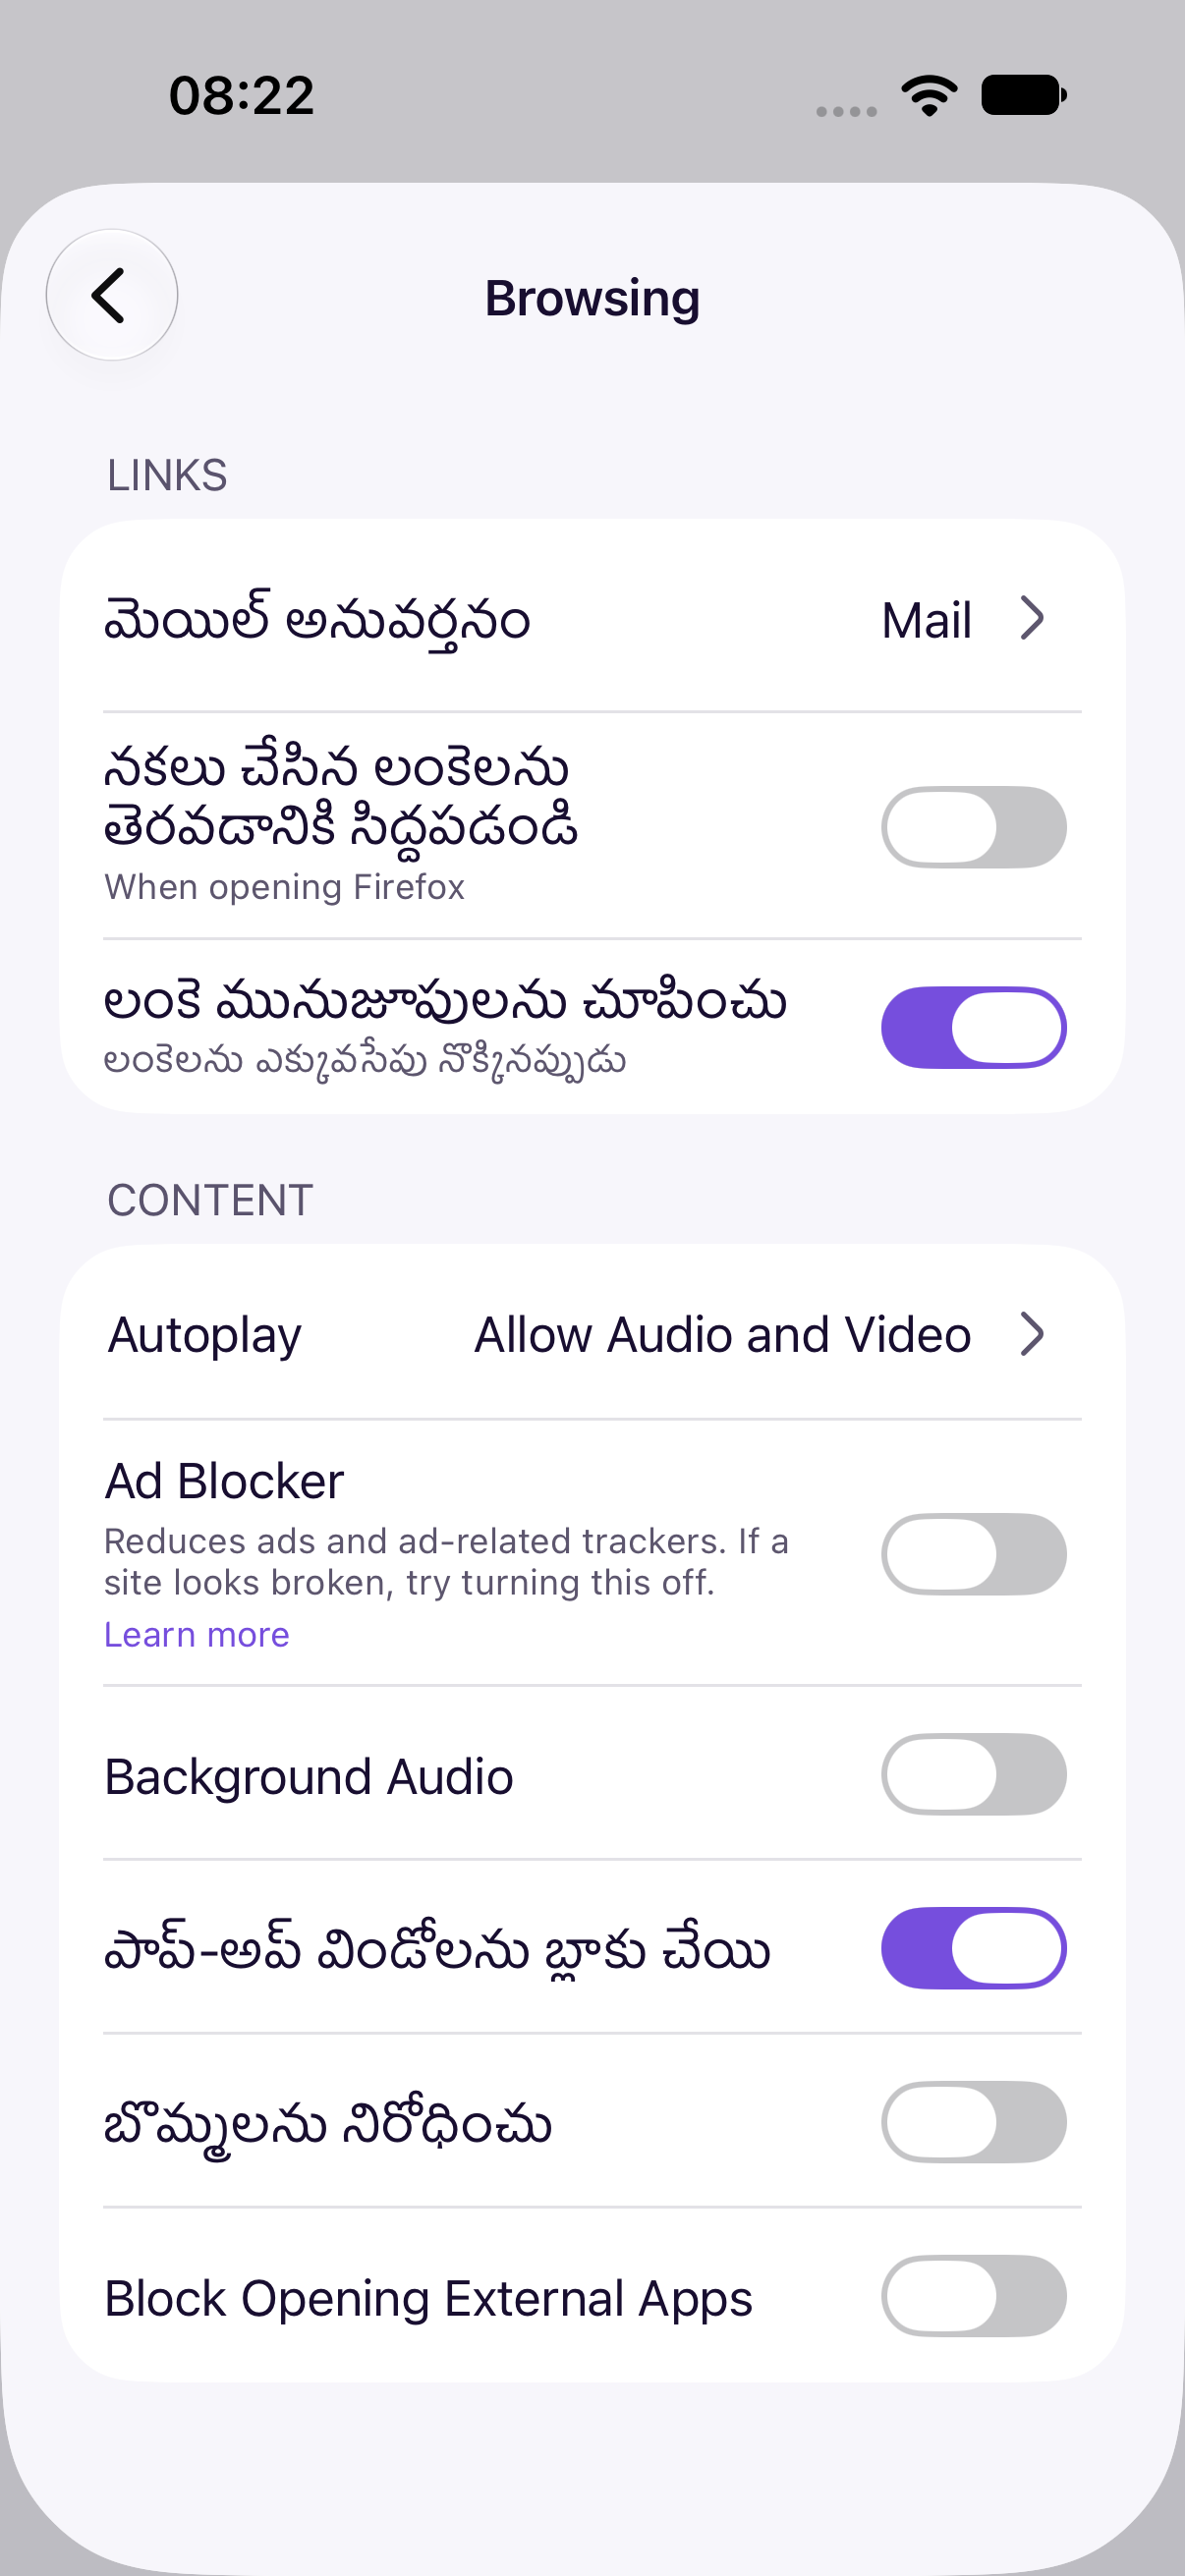 08:22
Browsing
LINKS
మెయిల్ అనువర్తనం
Mail
నకలు చేసిన లంకెలను
తెరవడానికి సిద్దపడండి
When opening Firefox
లంకె మునుజూపులను చూపించు
లంకెలను ఎక్కువసేపు నొక్కినప్పుడు
CONTENT
Autoplay
Allow Audio and Video
Ad Blocker
Reduces ads and ad-related trackers. If a
site looks broken, try turning this off.
Learn more
Background Audio
పాప్-అప్ విండోలను బ్లాకు చేయి
బొమ్మలను నిరోధించు
Block Opening External Apps